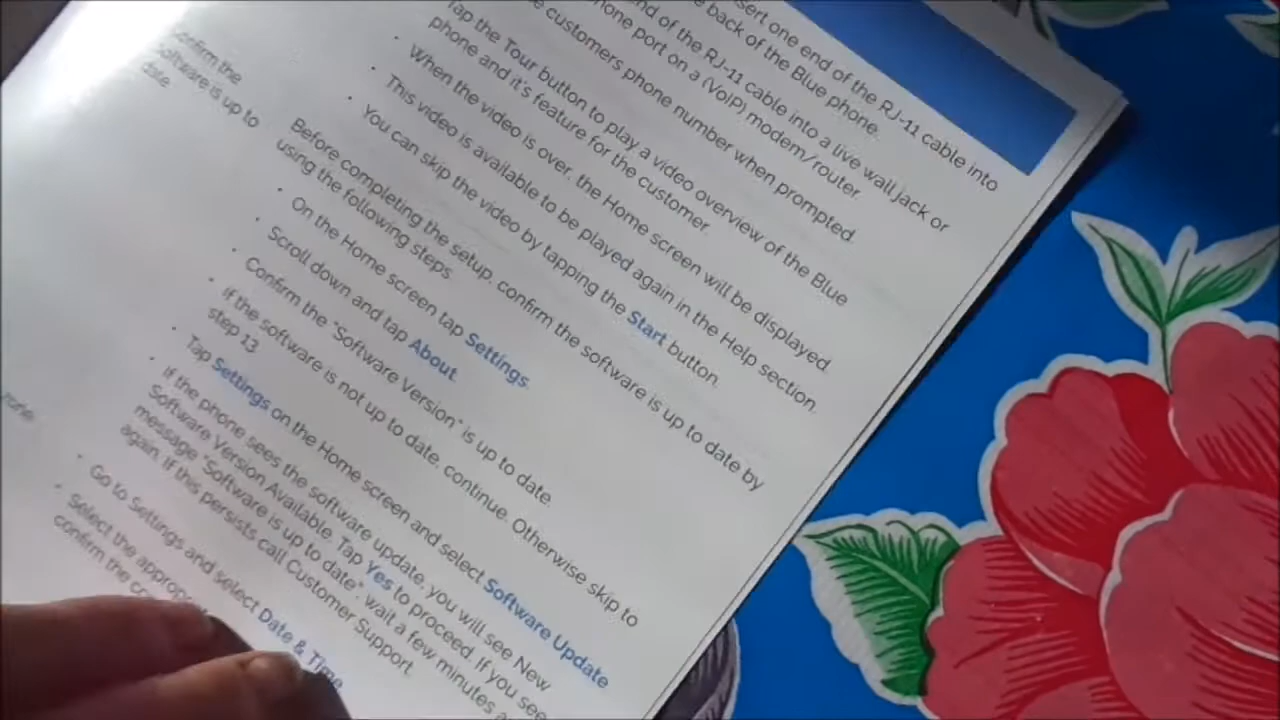 sert one end of the RJ-11 cable into
back of the Blue phone.
nd of the RJ-11 cable into a live wall jack or
hone port on a (VoIP) modem/router.
e customers phone number when prompted.
Tap the Tour button to play a video overview of the Blue
phone and it's feature for the customer.
When the video is over, the Home screen will be displayed.
This video is available to be played again in the Help section.
You can skip the video by tapping the Start button.
Confirm the
software is up to
date
Before completing the setup, confirm the software is up to date by
using the following steps
On the Home screen tap Settings.
Scroll down and tap About.
Confirm the "Software Version" is up to date.
If the software is not up to date, continue. Otherwise skip to
step 13
Tap Settings on the Home screen and select Software Update
If the phone sees the software update, you will see New
Software Version Available. Tap Yes to proceed. If you see
message "Software is up to date", wait a few minutes a
again. If this persists call Customer Support.
zone
Go to Settings and select Date & Time
Select the approp
confirm the co